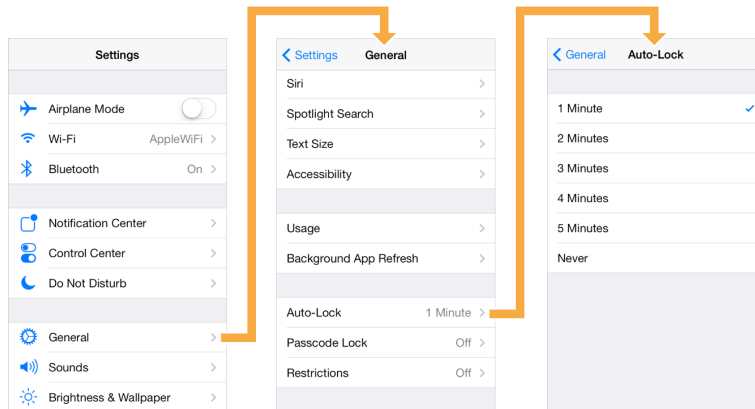 Settings
Airplane Mode
Wi-Fi AppleWiFi
Bluetooth On
Notification Center
Control Center
Do Not Disturb
General
Sounds
Brightness & Wallpaper
Settings General
Siri
Spotlight Search
Text Size
Accessibility
Usage
Background App Refresh
Auto-Lock 1 Minute
Passcode Lock Off
Restrictions Off
General Auto-Lock
1 Minute
2 Minutes
3 Minutes
4 Minutes
5 Minutes
Never